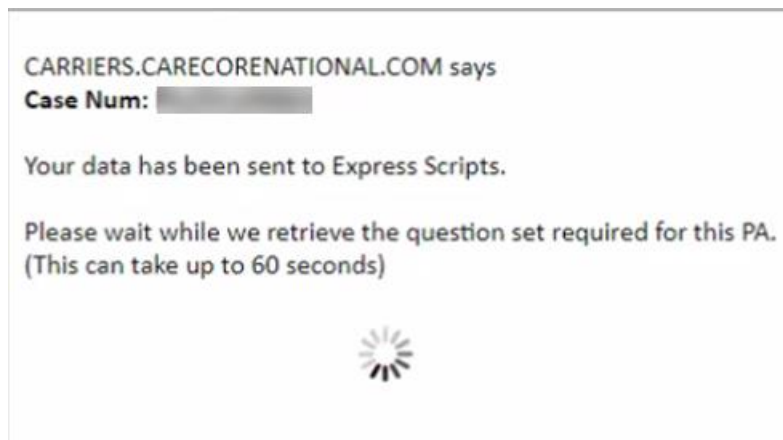 CARRIERS.CARECORENATIONAL.COM says
Case Num:
Your data has been sent to Express Scripts.
Please wait while we retrieve the question set required for this PA.
(This can take up to 60 seconds)